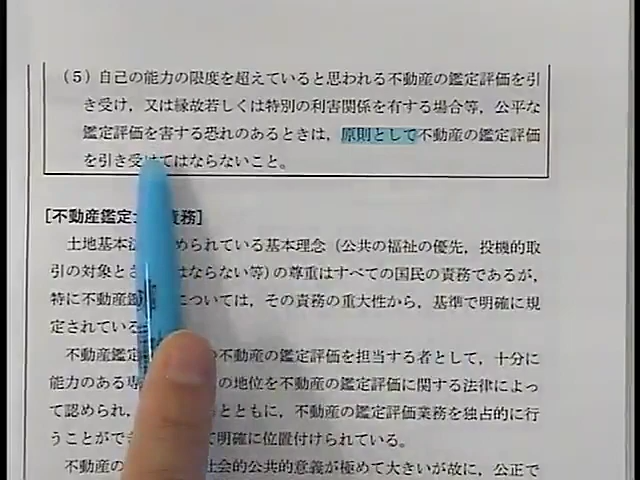 （5）自己の能力の限度を超えていると思われる不動産の鑑定評価を引
き受け，又は縁故若しくは特別の利害関係を有する場合等，公平な
鑑定評価を害する恐れのあるときは，原則として不動産の鑑定評価
を引き受けてはならないこと。
［不動産鑑定士 責務］
土地基本法 められている基本理念（公共の福祉の優先，投機的取
引の対象とさ はならない等）の尊重はすべての国民の責務であるが，
特に不動産鑑 については，その責務の重大性から，基準で明確に規
定されている
不動産鑑定 の不動産の鑑定評価を担当する者として，十分に
能力のある専 の地位を不動産の鑑定評価に関する法律によっ
て認められ， とともに，不動産の鑑定評価業務を独占的に行
うことができ て明確に位置付けられている。
不動産の 社会的公共的意義が極めて大きいが故に，公正で